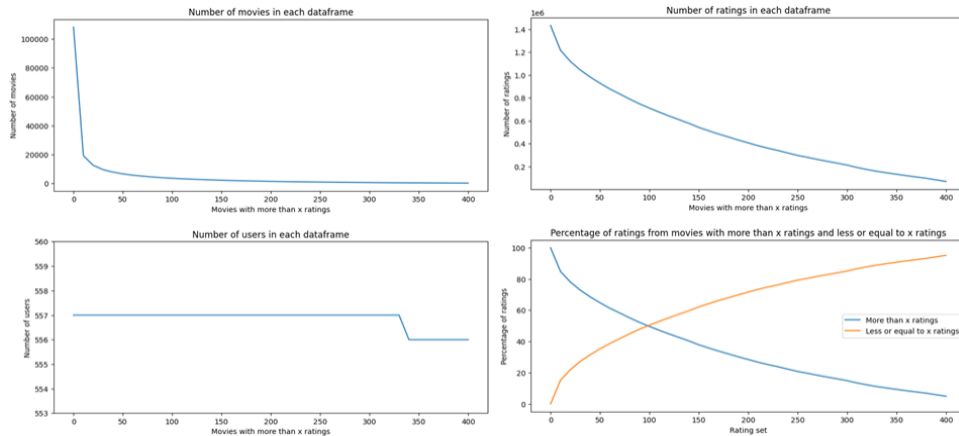 Number of movies in each dataframe
Number of movies
100000
80000
60000
40000
20000
0
0 50 100 150 200 250 300 350 400
Movies with more than x ratings
Number of ratings in each dataframe
1e6
Number of ratings
1.4
1.2
1.0
0.8
0.6
0.4
0.2
0 50 100 150 200 250 300 350 400
Movies with more than x ratings
Number of users in each dataframe
Number of users
560
559
558
557
556
555
554
553
0 50 100 150 200 250 300 350 400
Movies with more than x ratings
Percentage of ratings from movies with more than x ratings and less or equal to x ratings
Percentage of ratings
100
80
60
40
20
0
More than x ratings
Less or equal to x ratings
0 50 100 150 200 250 300 350 400
Rating set